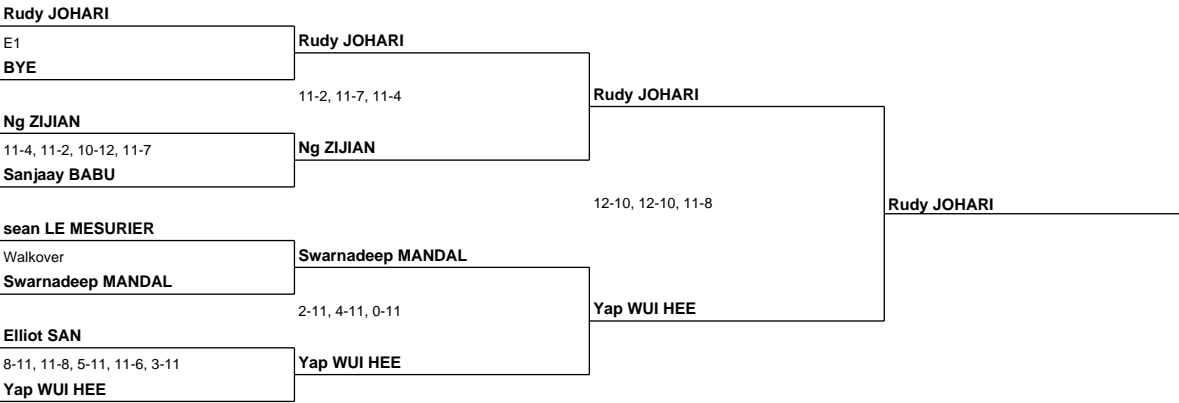 Rudy JOHARI
E1
BYE
Rudy JOHARI
11-2, 11-7, 11-4
Ng ZIJIAN
11-4, 11-2, 10-12, 11-7
Sanjaay BABU
Ng ZIJIAN
Rudy JOHARI
12-10, 12-10, 11-8
Rudy JOHARI
sean LE MESURIER
Walkover
Swarnadeep MANDAL
Swarnadeep MANDAL
2-11, 4-11, 0-11
Elliot SAN
8-11, 11-8, 5-11, 11-6, 3-11
Yap WUI HEE
Yap WUI HEE
Yap WUI HEE